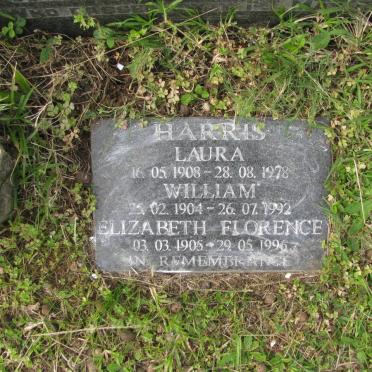 HARRIS
LAURA
16.05.1908 - 28.08.1978
WILLIAM
25.02.1904 - 26.07.1992
ELIZABETH FLORENCE
03.03.1905 - 29.05.1996
IN REMEMBRANCE